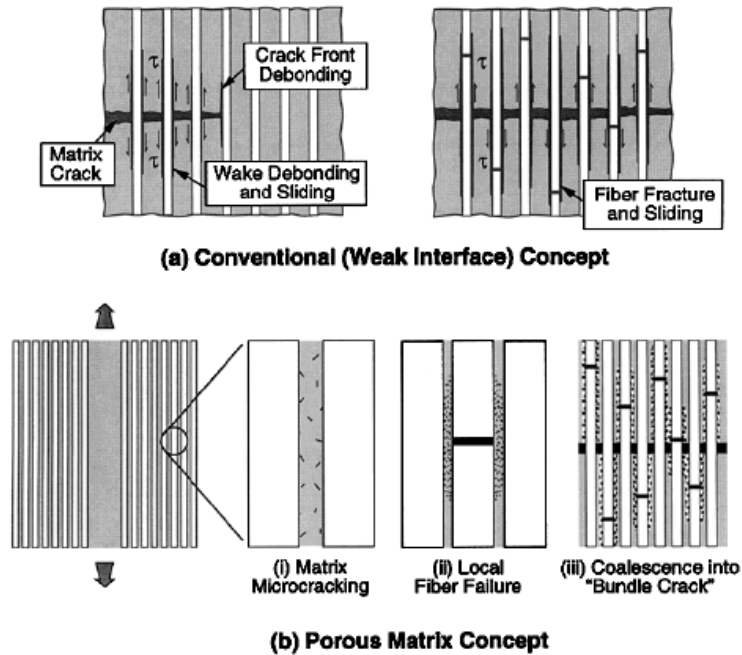 τ
Crack Front
Debonding
τ
Matrix
Crack
Wake Debonding
and Sliding
τ
τ
Fiber Fracture
and Sliding
(a) Conventional (Weak Interface) Concept
(i) Matrix
Microcracking
(ii) Local
Fiber Failure
(iii) Coalescence into
"Bundle Crack"
(b) Porous Matrix Concept